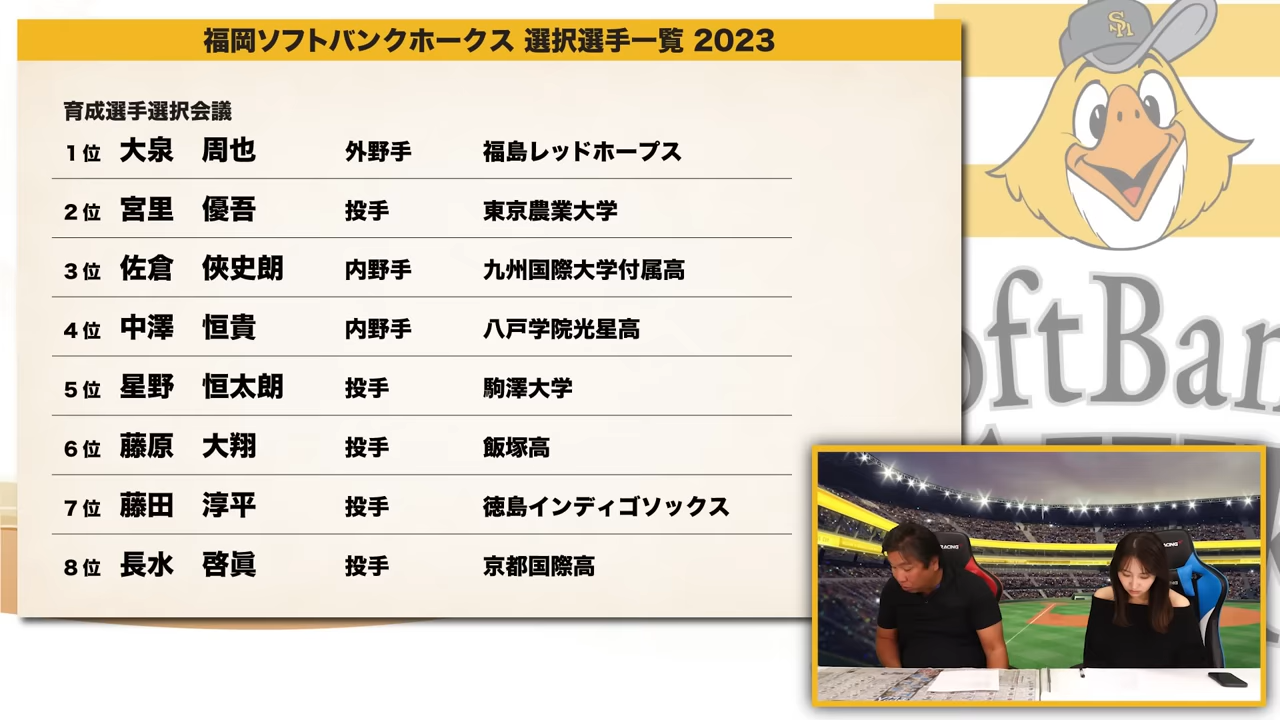 福岡ソフトバンクホークス 選択選手一覧 2023
育成選手選択会議
1位 大泉 周也 外野手 福島レッドホープス
2位 宮里 優吾 投手 東京農業大学
3位 佐倉 俠史朗 内野手 九州国際大学付属高
4位 中澤 恒貴 内野手 八戸学院光星高
5位 星野 恒太朗 投手 駒澤大学
6位 藤原 大翔 投手 飯塚高
7位 藤田 淳平 投手 徳島インディゴソックス
8位 長水 啓眞 投手 京都国際高
SH
oftBan
RACING
RACING